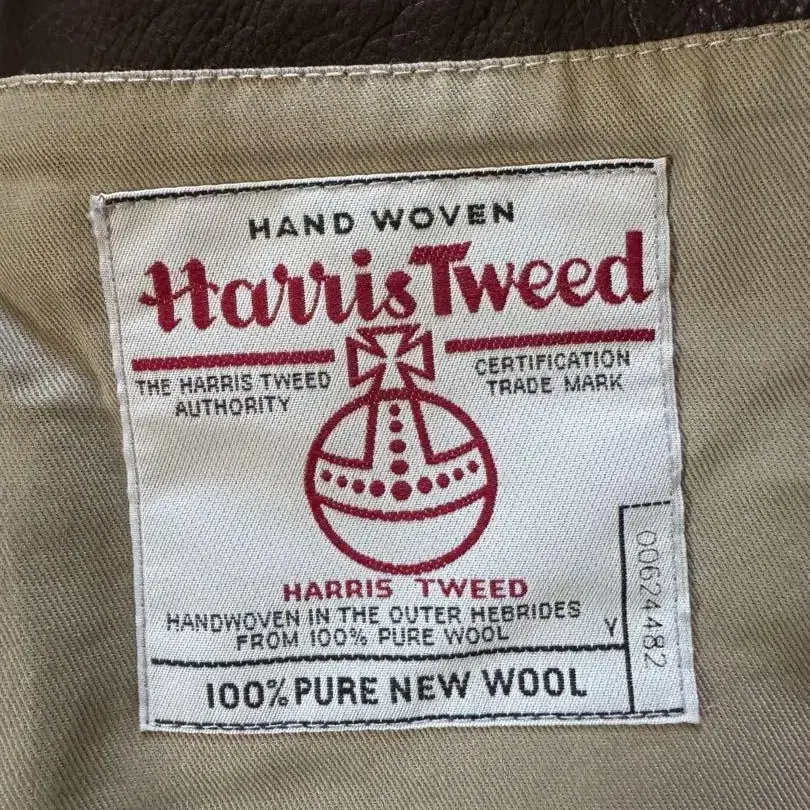 HAND WOVEN
Harris Tweed
THE HARRIS TWEED
AUTHORITY
CERTIFICATION
TRADE MARK
HARRIS TWEED
HANDWOVEN IN THE OUTER HEBRIDES
FROM 100% PURE WOOL
Y
00624482
100% PURE NEW WOOL